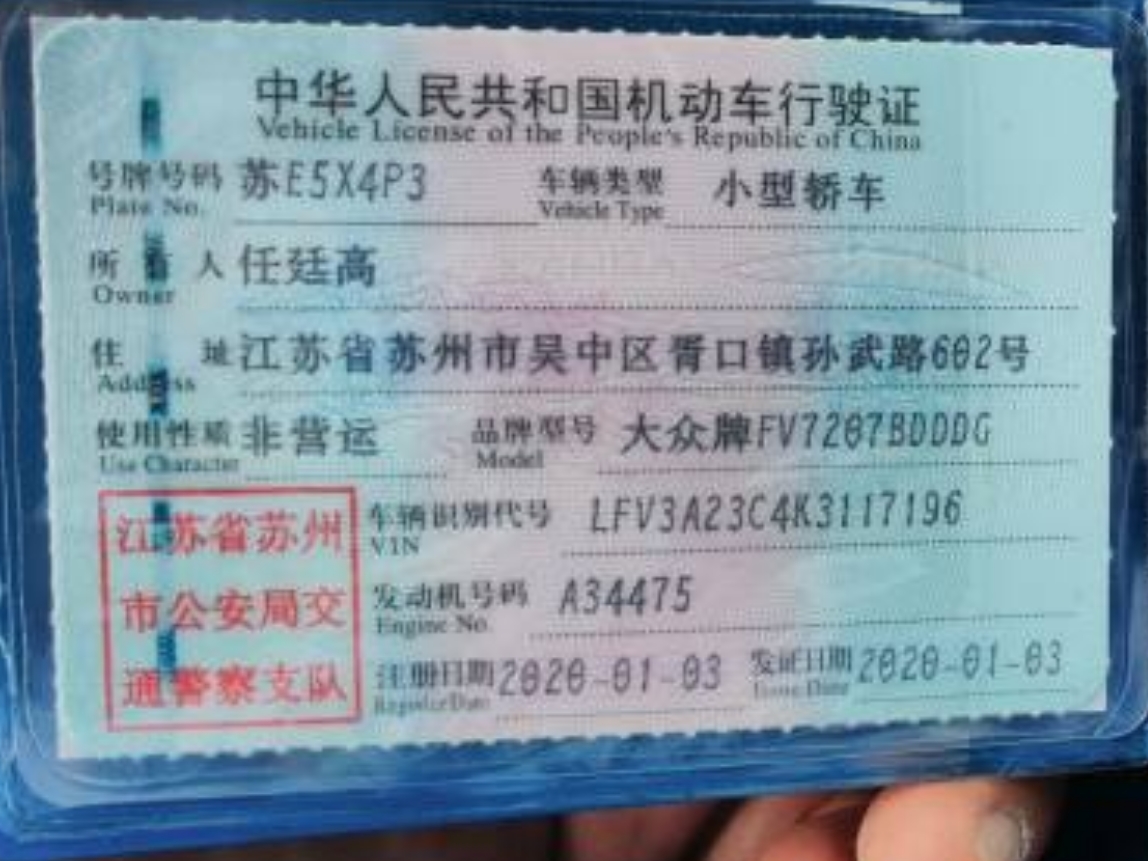 中华人民共和国机动车行驶证
Vehicle License of the People's Republic of China
号牌号码 苏E5X4P3 车辆类型 小型轿车
Plate No. Vehicle Type
所有人 任廷高
Owner
住址 江苏省苏州市吴中区胥口镇孙武路602号
Address
使用性质 非营运 品牌型号 大众牌FV7207BDDDG
Use Character Model
江苏省苏州 车辆识别代号 LFV3A23C4K3117196
VIN
市公安局交 发动机号码 A34475
Engine No.
通警察支队 注册日期 2020-01-03 发证日期 2020-01-03
Register Date Issue Date